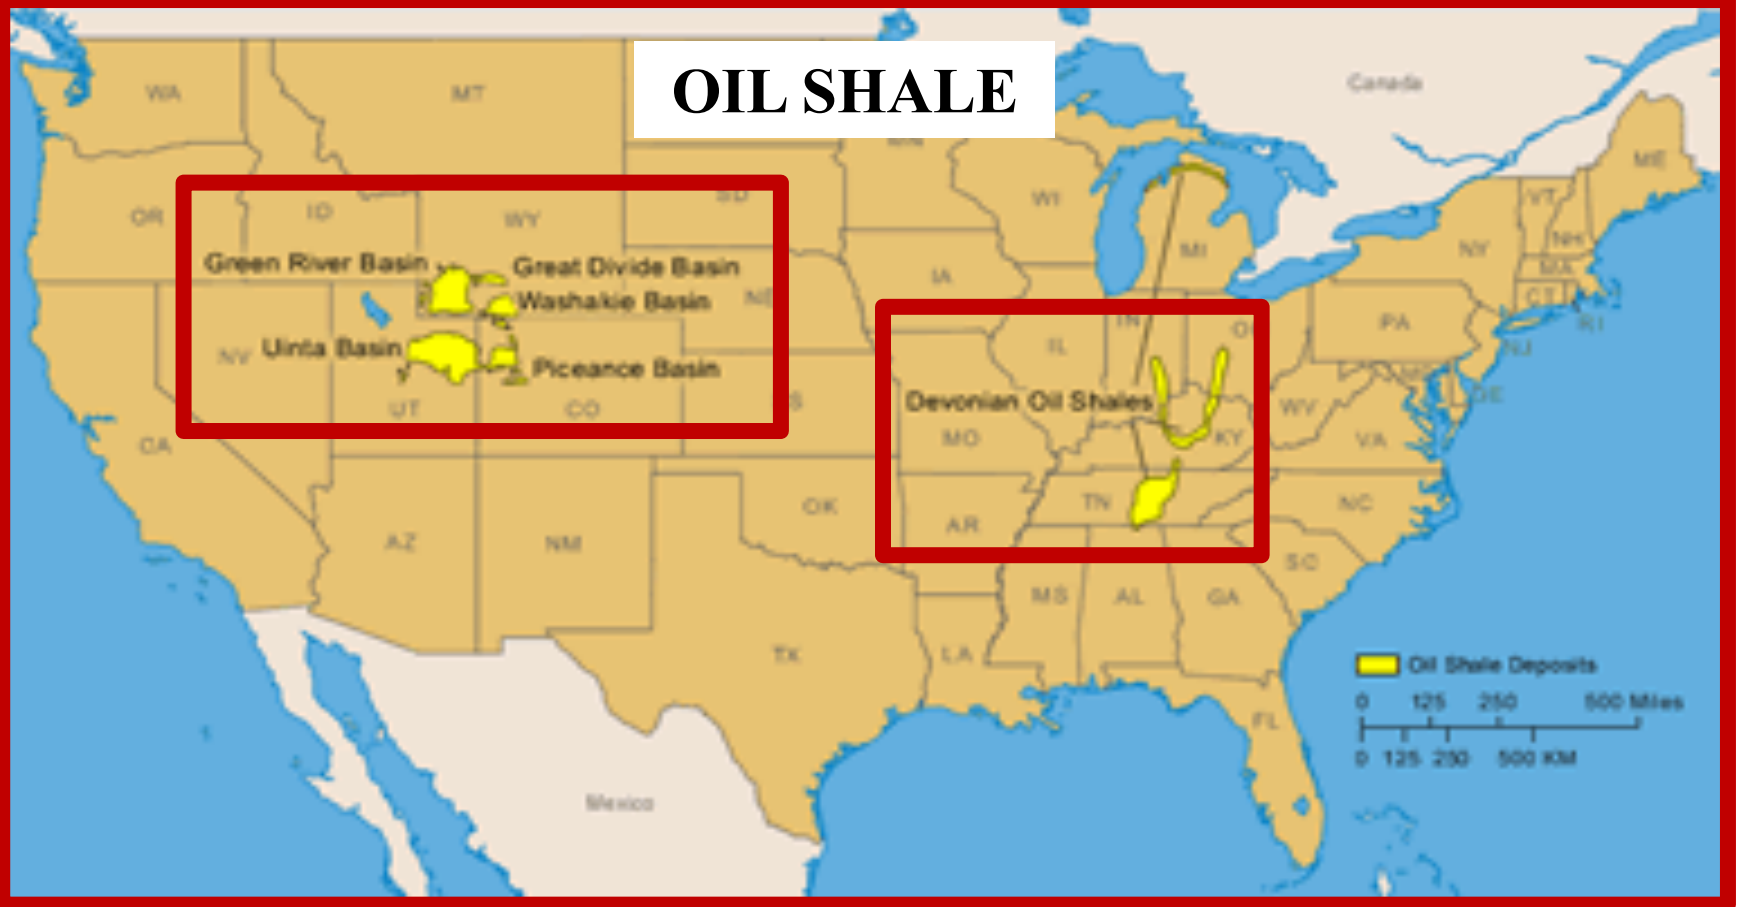 OIL SHALE
Canada
WA
MT
ME
OR
ID
WY
SD
WI
MI
VT
NH
NY
MA
CT
RI
Green River Basin
Great Divide Basin
IA
Washakie Basin
NE
IN
PA
NV
Uinta Basin
Piceance Basin
IL
NJ
DE
UT
CO
Devonian Oil Shales
WV
CA
MO
KY
VA
OK
AR
TN
NC
AZ
NM
SC
MS
AL
GA
TX
LA
Oil Shale Deposits
0 125 250 500 Miles
0 125 250 500 KM
FL
Mexico